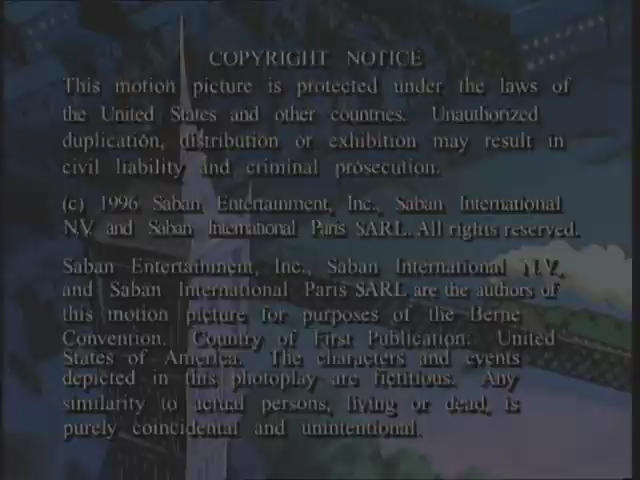 COPYRIGHT NOTICE
This motion picture is protected under the laws of
the United States and other countries. Unauthorized
duplication, distribution or exhibition may result in
civil liability and criminal prosecution.
(c) 1996 Saban Entertainment, Inc., Saban International
N.V. and Saban International Paris SARL. All rights reserved.
Saban Entertainment, Inc., Saban International N.V.,
and Saban International Paris SARL are the authors of
this motion picture for purposes of the Berne
Convention. Country of First Publication: United
States of America. The characters and events
depicted in this photoplay are fictitious. Any
similarity to actual persons, living or dead, is
purely coincidental and unintentional.